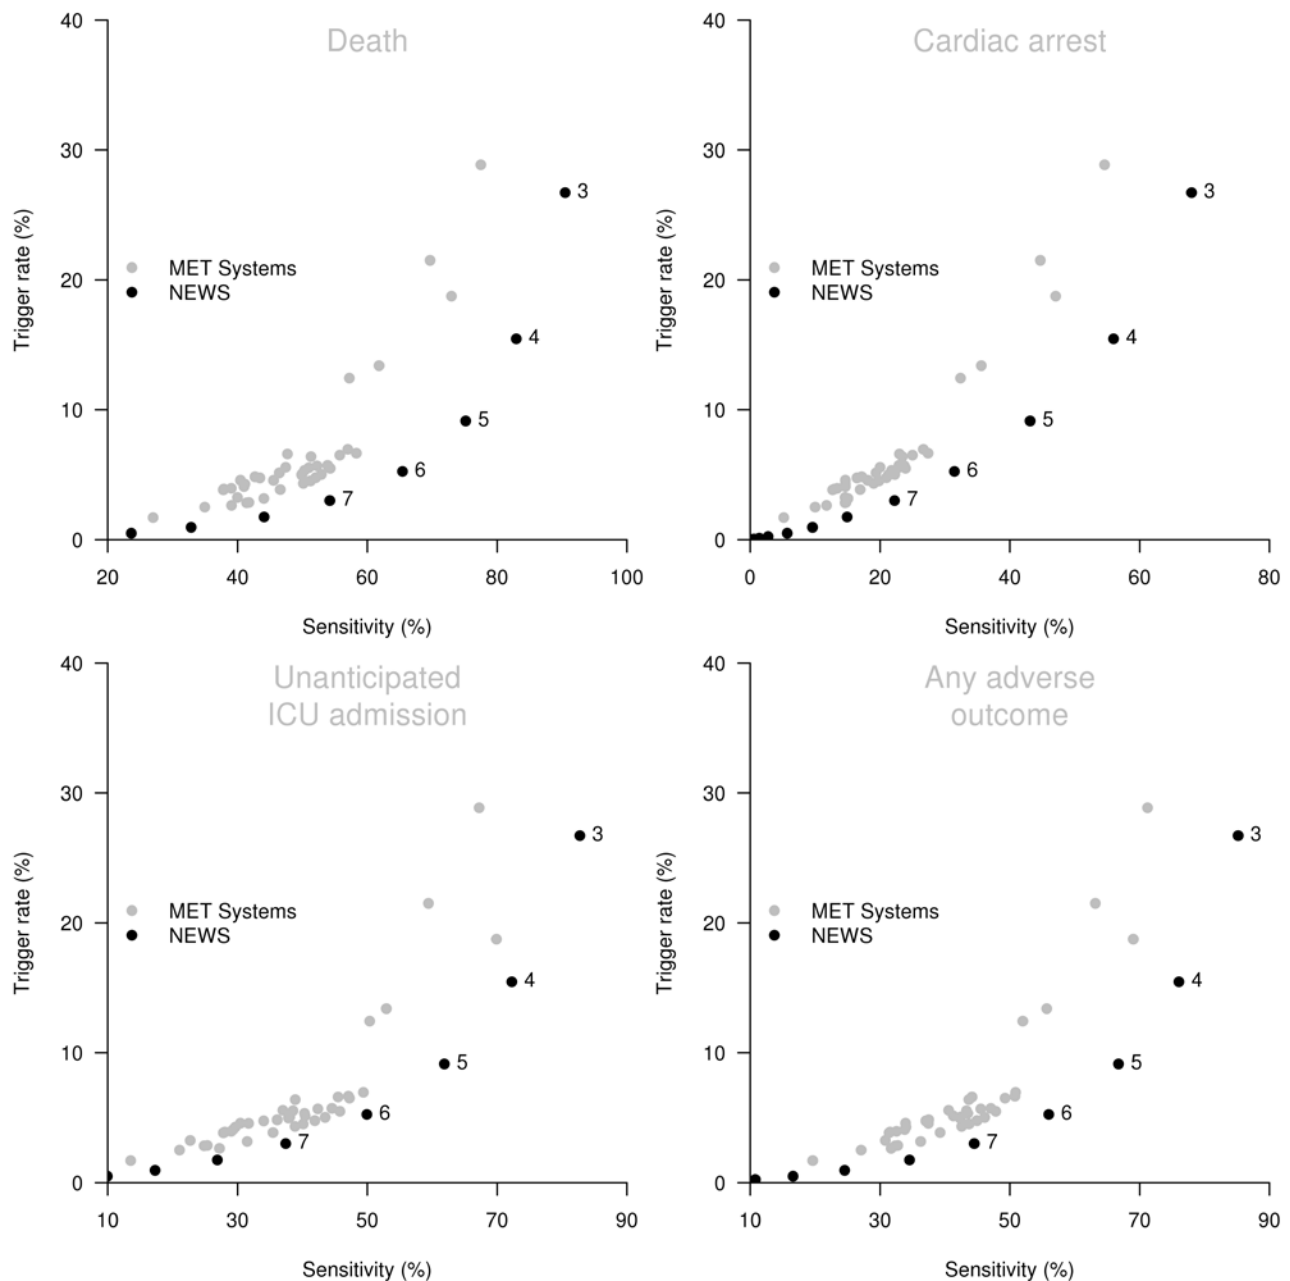 Death
40
30
20
10
0
Trigger rate (%)
MET Systems
NEWS
3
4
5
6
7
20 40 60 80 100
Sensitivity (%)
Cardiac arrest
40
30
20
10
0
Trigger rate (%)
MET Systems
NEWS
3
4
5
6
7
0 20 40 60 80
Sensitivity (%)
Unanticipated
ICU admission
40
30
20
10
0
Trigger rate (%)
MET Systems
NEWS
3
4
5
6
7
10 30 50 70 90
Sensitivity (%)
Any adverse
outcome
40
30
20
10
0
Trigger rate (%)
MET Systems
NEWS
3
4
5
6
7
10 30 50 70 90
Sensitivity (%)